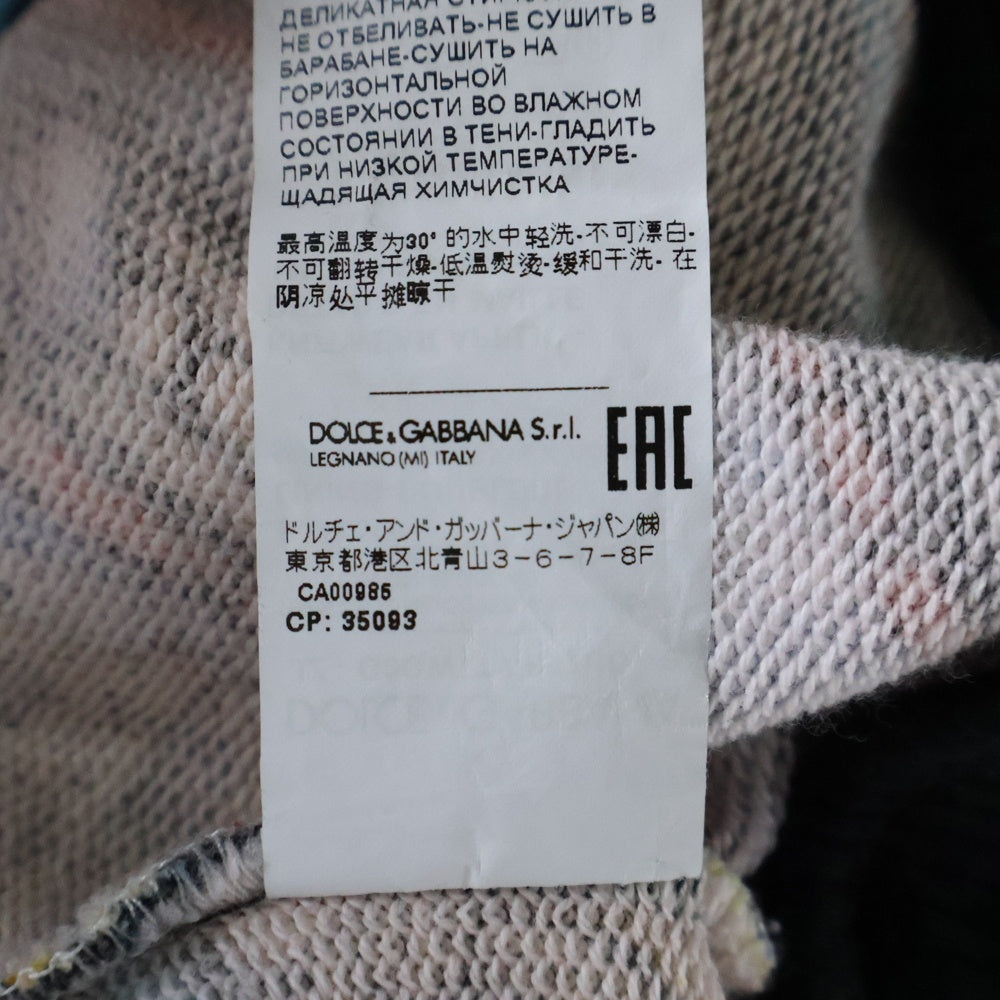 ДЕЛИКАТНАЯ
НЕ ОТБЕЛИВАТЬ-НЕ СУШИТЬ В
БАРАБАНЕ-СУШИТЬ НА
ГОРИЗОНТАЛЬНОЙ
ПОВЕРХНОСТИ ВО ВЛАЖНОМ
СОСТОЯНИИ В ТЕНИ-ГЛАДИТЬ
ПРИ НИЗКОЙ ТЕМПЕРАТУРЕ-
ЩАДЯЩАЯ ХИМЧИСТКА
最高温度为30° 的水中轻洗-不可漂白-
不可翻转干燥-低温熨烫-缓和干洗- 在
阴凉处平摊晾干
DOLCE & GABBANA S.r.l.
LEGNANO (MI) ITALY
EAC
ドルチェ・アンド・ガッバーナ・ジャパン㈱
東京都港区北青山3-6-7-8F
CA00986
CP: 35093